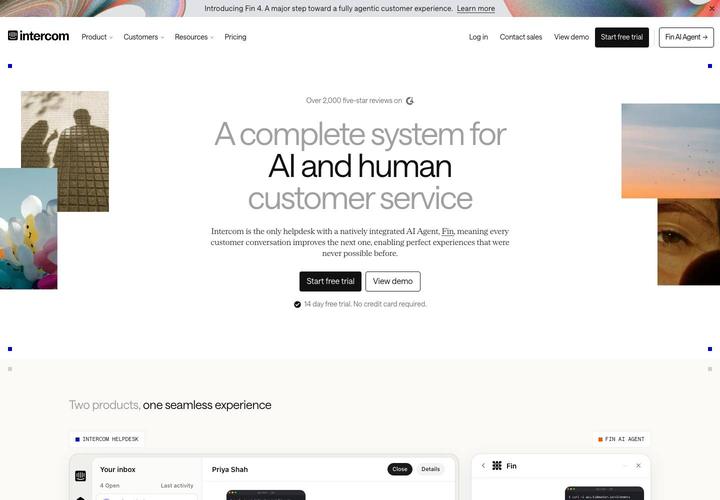 Introducing Fin 4. A major step toward a fully agentic customer experience. Learn more
intercom Product Customers Resources Pricing Log in Contact sales View demo Start free trial Fin AI Agent →
Over 2,000 five-star reviews on G2
A complete system for
AI and human
customer service
Intercom is the only helpdesk with a natively integrated AI Agent, Fin, meaning every
customer conversation improves the next one, enabling perfect experiences that were
never possible before.
Start free trial View demo
14 day free trial. No credit card required.
Two products, one seamless experience
INTERCOM HELPDESK
FIN AI AGENT
Your inbox
4 Open Last activity
Priya Shah Close Details
Fin